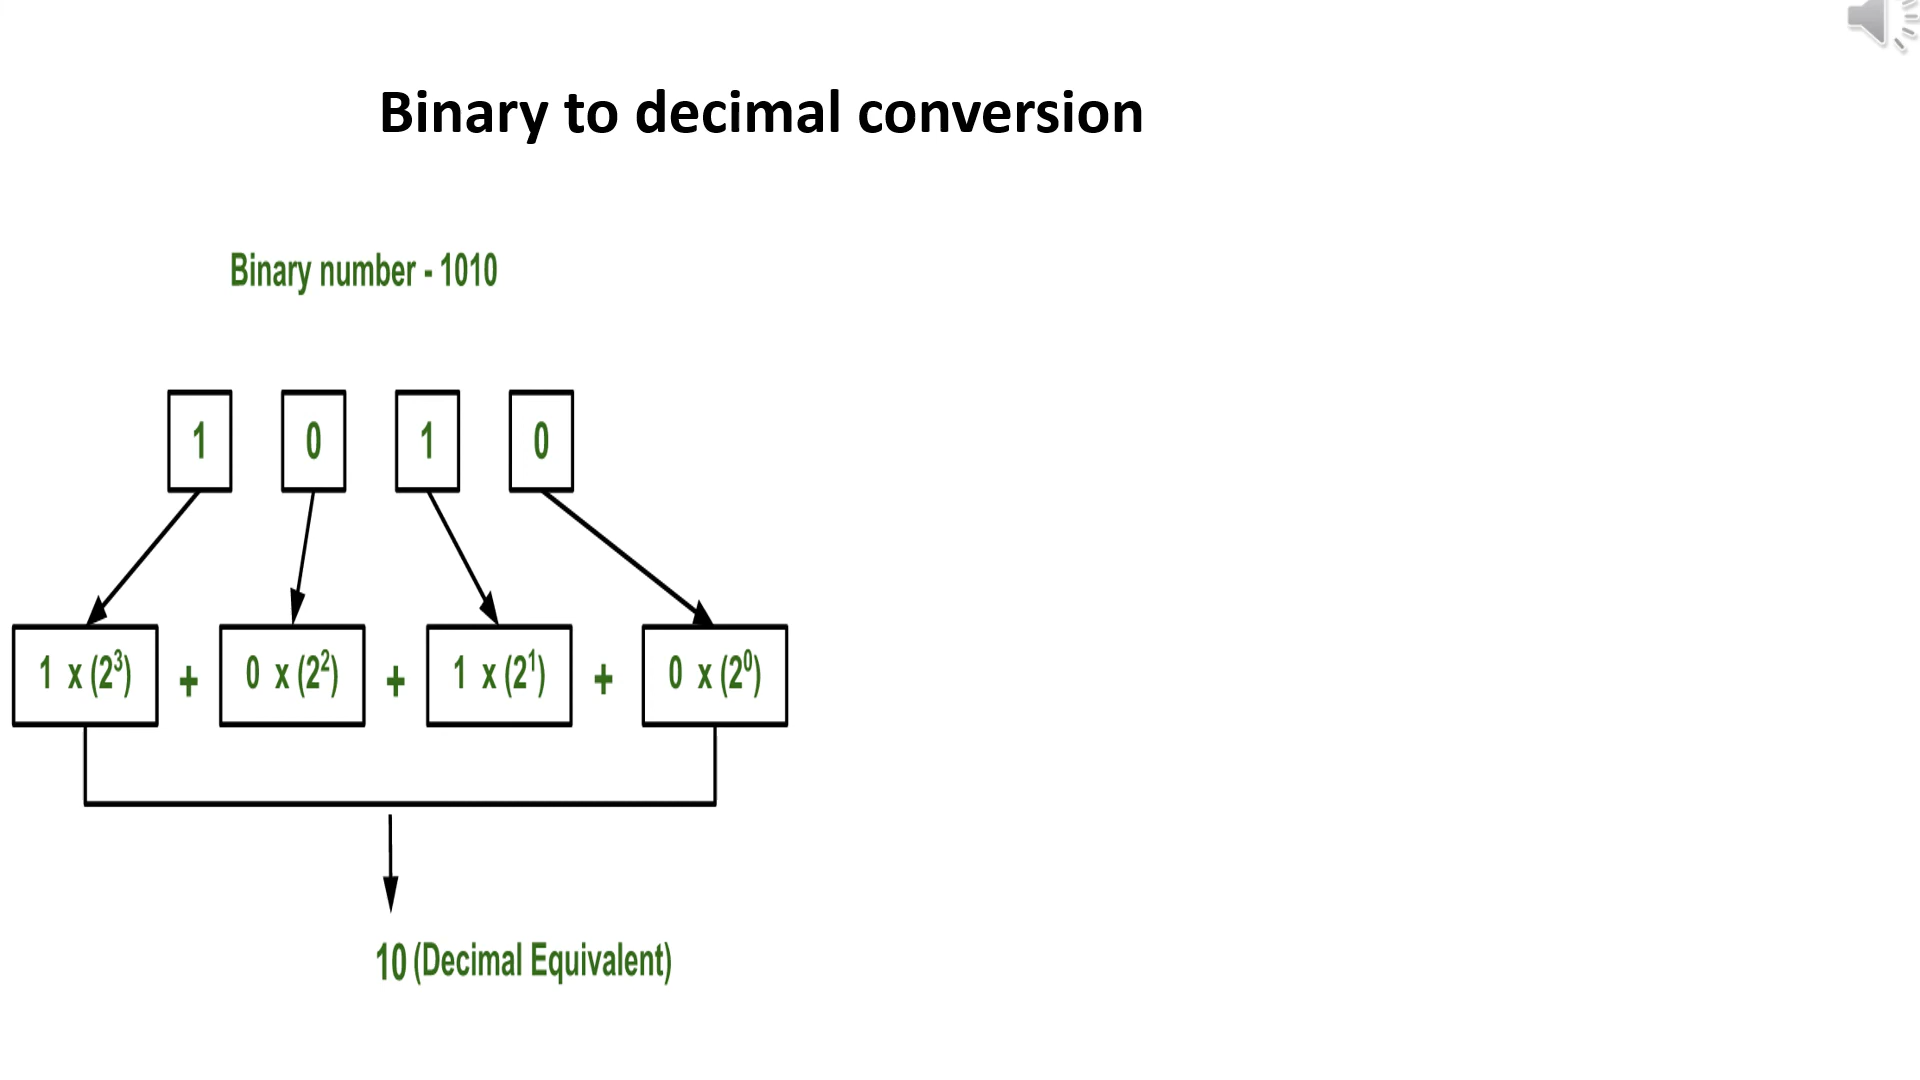 Binary to decimal conversion
Binary number - 1010
1 0 1 0
1 x (2³) + 0 x (2²) + 1 x (2¹) + 0 x (2⁰)
10 (Decimal Equivalent)